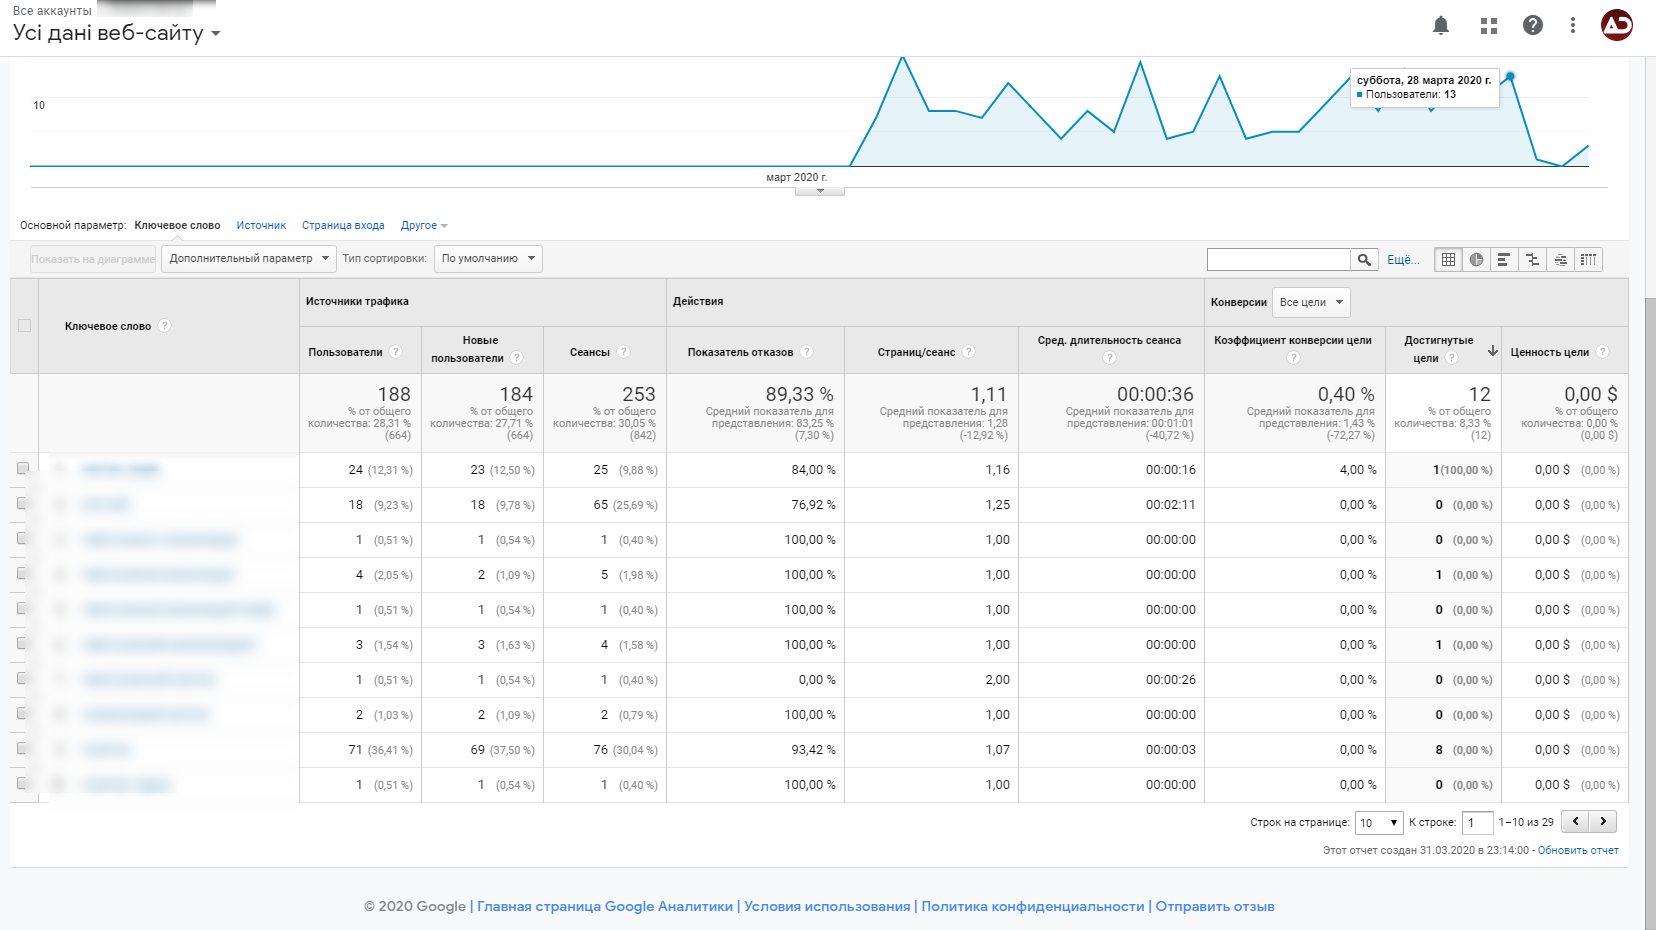 Все аккаунты
Усі дані веб-сайту
10
суббота, 28 марта 2020 г.
Пользователи: 13
март 2020 г.
Основной параметр: Ключевое слово Источник Страница входа Другое
Показать на диаграмме Дополнительный параметр Тип сортировки: По умолчанию Ещё...
Ключевое слово ? Источники трафика Действия Конверсии Все цели
Пользователи ? Новые пользователи ? Сеансы ? Показатель отказов ? Страниц/сеанс ? Сред. длительность сеанса ? Коэффициент конверсии цели ? Достигнутые цели ? Ценность цели ?
188 184 253 89,33 % 1,11 00:00:36 0,40 % 12 0,00 $
% от общего % от общего % от общего Средний показатель для Средний показатель для Средний показатель для Средний показатель для % от общего % от общего
количества: 28,31 % количества: 27,71 % количества: 30,05 % представления: 83,25 % представления: 1,28 представления: 00:01:01 представления: 1,43 % количества: 8,33 % количества: 0,00 %
(664) (664) (842) (7,30 %) (-12,92 %) (-40,72 %) (-72,27 %) (12) (0,00 $)
24 (12,31 %) 23 (12,50 %) 25 (9,88 %) 84,00 % 1,16 00:00:16 4,00 % 1(100,00 %) 0,00 $ (0,00 %)
18 (9,23 %) 18 (9,78 %) 65 (25,69 %) 76,92 % 1,25 00:02:11 0,00 % 0 (0,00 %) 0,00 $ (0,00 %)
1 (0,51 %) 1 (0,54 %) 1 (0,40 %) 100,00 % 1,00 00:00:00 0,00 % 0 (0,00 %) 0,00 $ (0,00 %)
4 (2,05 %) 2 (1,09 %) 5 (1,98 %) 100,00 % 1,00 00:00:00 0,00 % 1 (0,00 %) 0,00 $ (0,00 %)
1 (0,51 %) 1 (0,54 %) 1 (0,40 %) 100,00 % 1,00 00:00:00 0,00 % 0 (0,00 %) 0,00 $ (0,00 %)
3 (1,54 %) 3 (1,63 %) 4 (1,58 %) 100,00 % 1,00 00:00:00 0,00 % 1 (0,00 %) 0,00 $ (0,00 %)
1 (0,51 %) 1 (0,54 %) 1 (0,40 %) 0,00 % 2,00 00:00:26 0,00 % 0 (0,00 %) 0,00 $ (0,00 %)
2 (1,03 %) 2 (1,09 %) 2 (0,79 %) 100,00 % 1,00 00:00:00 0,00 % 0 (0,00 %) 0,00 $ (0,00 %)
71 (36,41 %) 69 (37,50 %) 76 (30,04 %) 93,42 % 1,07 00:00:03 0,00 % 8 (0,00 %) 0,00 $ (0,00 %)
1 (0,51 %) 1 (0,54 %) 1 (0,40 %) 100,00 % 1,00 00:00:00 0,00 % 0 (0,00 %) 0,00 $ (0,00 %)
Строк на странице: 10 К строке: 1 1–10 из 29
Этот отчет создан 31.03.2020 в 23:14:00 - Обновить отчет
© 2020 Google | Главная страница Google Аналитики | Условия использования | Политика конфиденциальности | Отправить отзыв